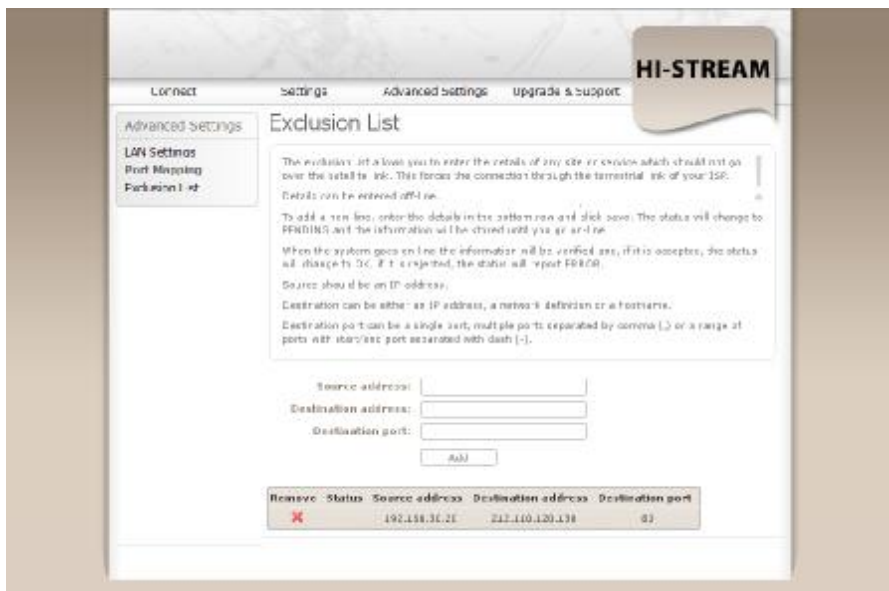 HI-STREAM
Connect Settings Advanced Settings Upgrade & Support
Advanced Settings
LAN Settings
Port Mapping
Exclusion List
Exclusion List
The exclusion list allows you to enter the details of any site or service which should not go
over the satellite link. This forces the connection through the terrestrial link of your ISP.
Details can be entered off-line.
To add a new line, enter the details in the bottom row and click save. The status will change to
PENDING and the information will be stored until you go on-line
When the system goes on line the information will be verified and, if it is accepted, the status
will change to OK, if it is rejected, the status will report ERROR.
Source should be an IP address.
Destination can be either an IP address, a network definition or a hostname.
Destination port can be a single port, multiple ports separated by comma (,) or a range of
ports with start/end port separated with dash (-).
Source address:
Destination address:
Destination port:
Add
Remove Status Source address Destination address Destination port